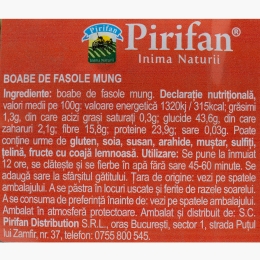 Pirifan
Pirifan®
Inima Naturii
BOABE DE FASOLE MUNG
Ingrediente: boabe de fasole mung. Declarație nutrițională,
valori medii pe 100g: valoare energetică 1320kj / 315kcal; grăsimi
1,3g, din care acizi grași saturați 0,3g; glucide 43,6g, din care
zaharuri 2,1g; fibre 15,8g; proteine 23,9g; sare 0,03g. Poate
conține urme de gluten, soia, susan, arahide, muștar, sulfiți,
țelină, fructe cu coajă lemnoasă. Utilizare: Se pune la înmuiat
12 ore, se clătește și se fierbe în apă fără sare 45-60 minute. Se
adaugă sare la sfârșitul gătitului. Țara de origine: vezi pe spatele
ambalajului. A se păstra în locuri uscate și ferite de razele soarelui.
A se consuma de preferință înainte de: vezi pe spatele ambalajului.
Ambalat în atmosferă protectoare. Ambalat și distribuit de: S.C.
Pirifan Distribution S.R.L., oraș București, sector 1, strada Puțul
lui Zamfir, nr. 37, telefon: 0755 800 545.